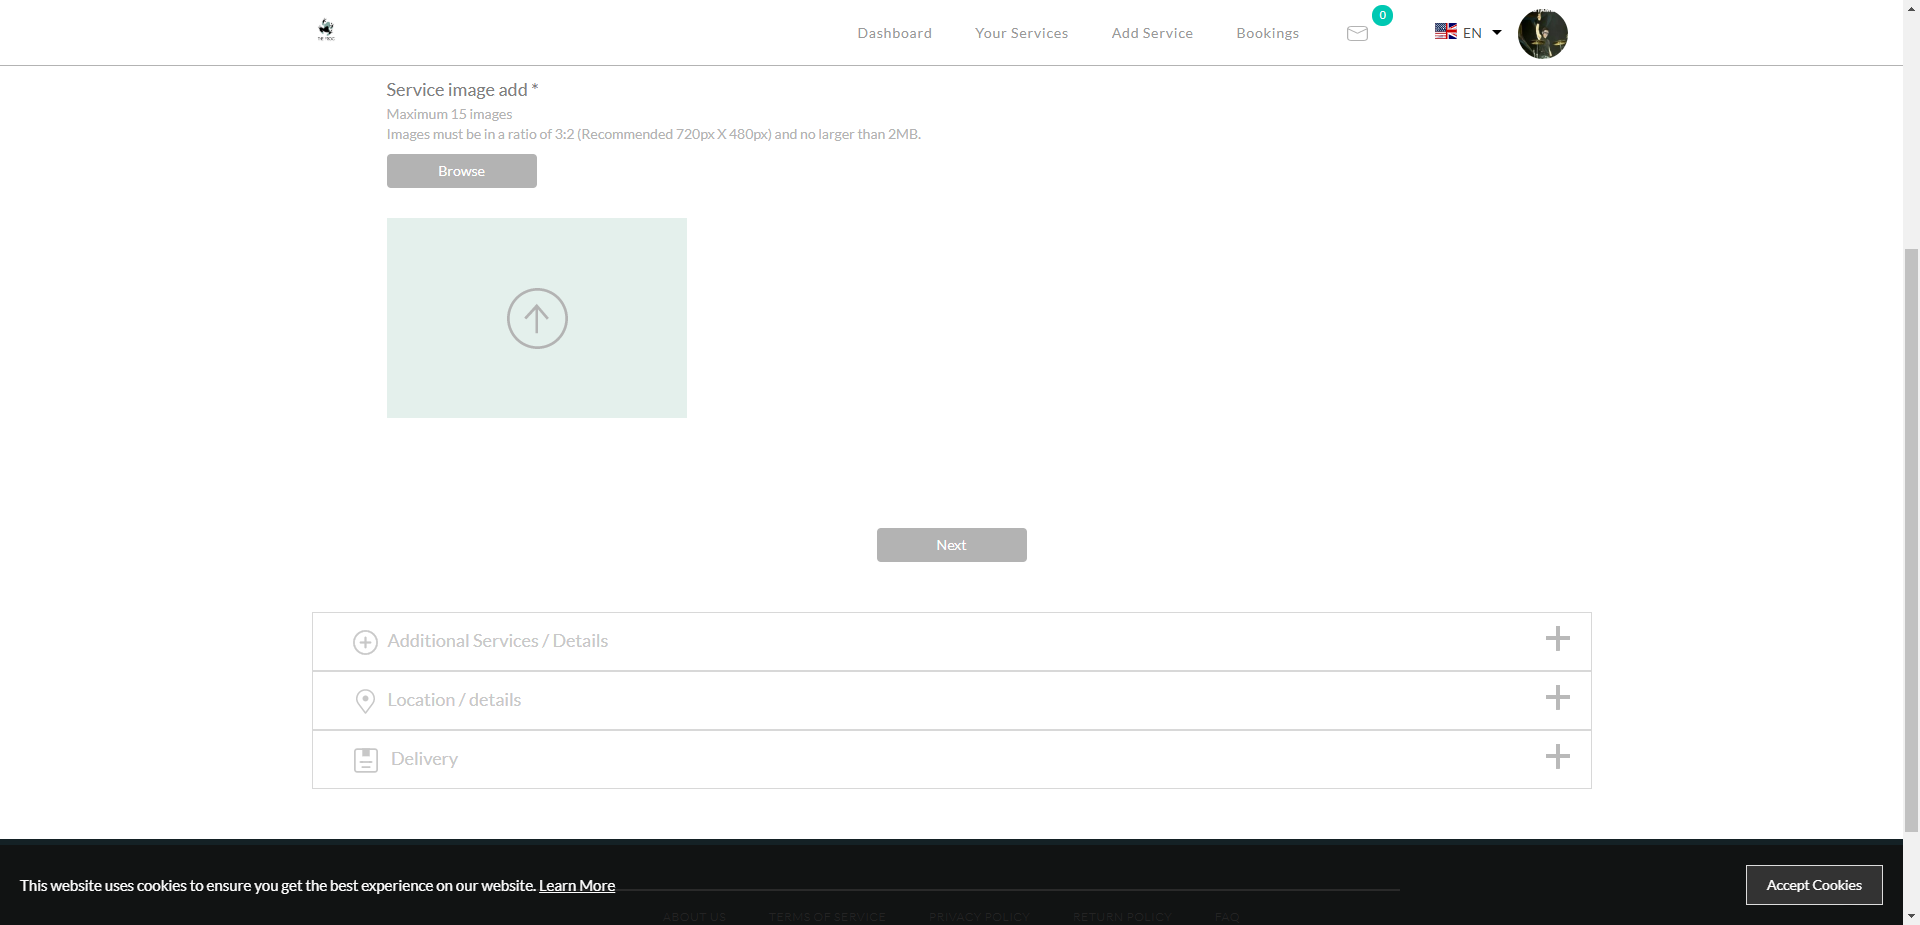 Dashboard
Your Services
Add Service
Bookings
0
EN
Service image add *
Maximum 15 images
Images must be in a ratio of 3:2 (Recommended 720px X 480px) and no larger than 2MB.
Browse
Next
Additional Services / Details
Location / details
Delivery
This website uses cookies to ensure you get the best experience on our website. Learn More
Accept Cookies
ABOUT US
TERMS OF SERVICE
PRIVACY POLICY
RETURN POLICY
FAQ